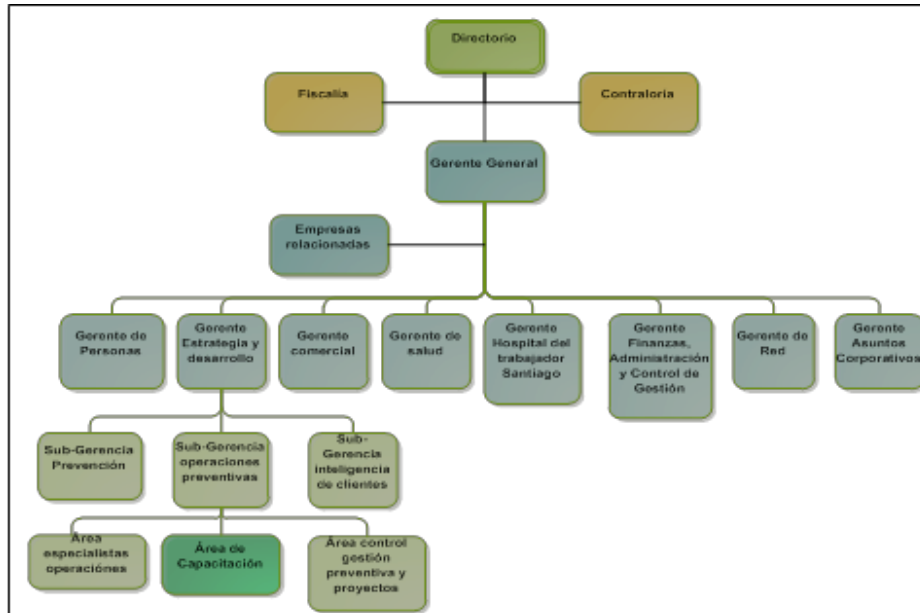 Directorio
Fiscalía
Contraloría
Gerente General
Empresas
relacionadas
Gerente de
Personas
Gerente
Estrategia y
desarrollo
Gerente
comercial
Gerente de
salud
Gerente
Hospital del
trabajador
Santiago
Gerente
Finanzas,
Administración
y Control de
Gestión
Gerente de
Red
Gerente
Asuntos
Corporativos
Sub-Gerencia
Prevención
Sub-Gerencia
operaciones
preventivas
Sub-
Gerencia
inteligencia
de clientes
Área
especialistas
operaciónes
Área de
Capacitación
Área control
gestión
preventiva y
proyectos